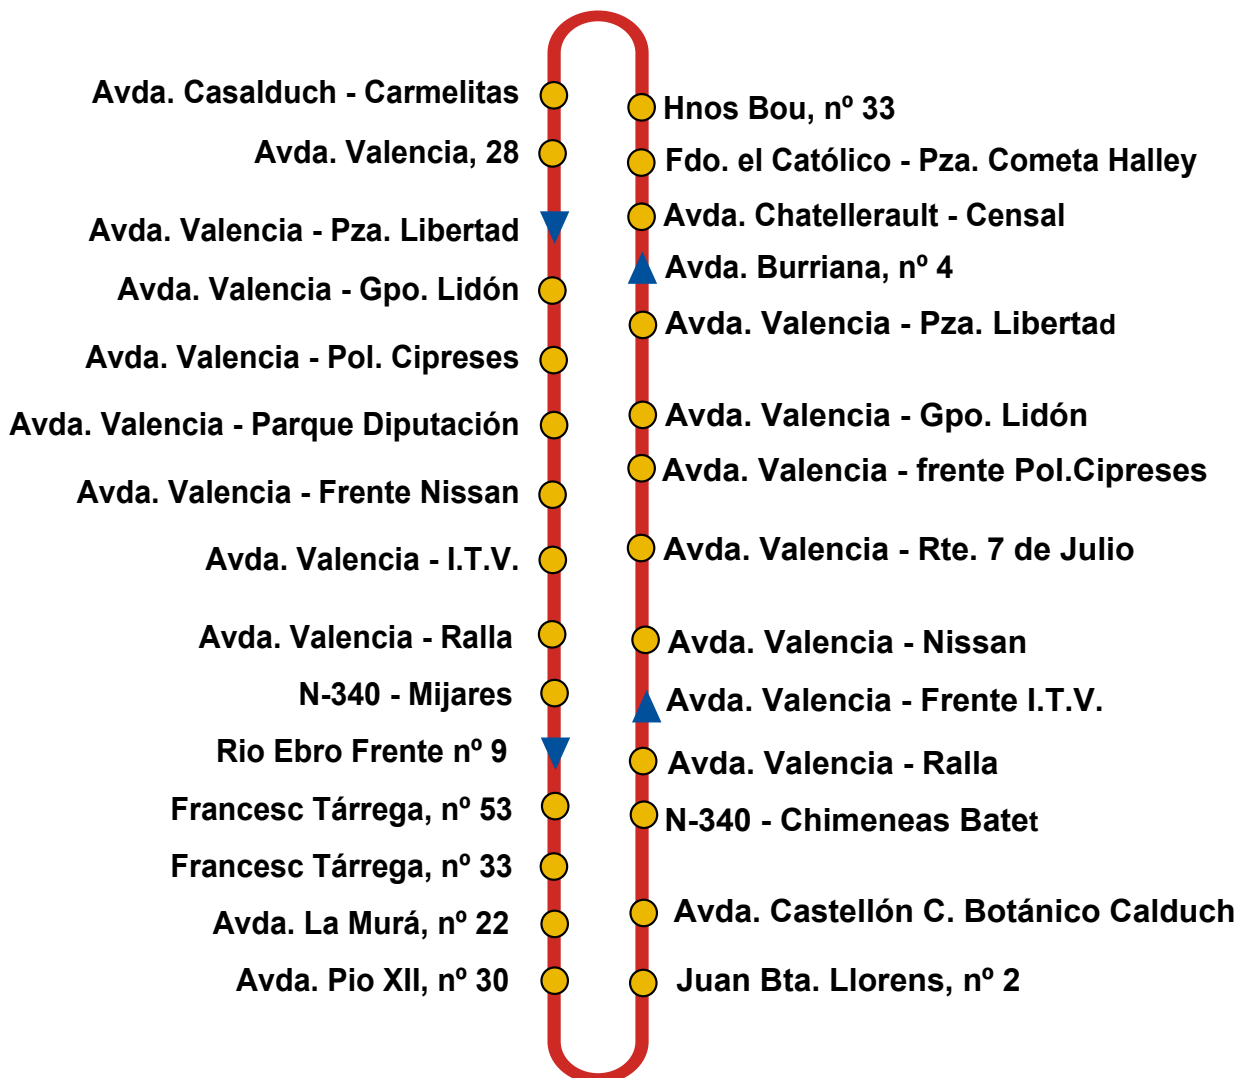 Avda. Casalduch - Carmelitas
Avda. Valencia, 28
Avda. Valencia - Pza. Libertad
Avda. Valencia - Gpo. Lidón
Avda. Valencia - Pol. Cipreses
Avda. Valencia - Parque Diputación
Avda. Valencia - Frente Nissan
Avda. Valencia - I.T.V.
Avda. Valencia - Ralla
N-340 - Mijares
Rio Ebro Frente nº 9
Francesc Tárrega, nº 53
Francesc Tárrega, nº 33
Avda. La Murá, nº 22
Avda. Pio XII, nº 30
Hnos Bou, nº 33
Fdo. el Católico - Pza. Cometa Halley
Avda. Chatellerault - Censal
Avda. Burriana, nº 4
Avda. Valencia - Pza. Libertad
Avda. Valencia - Gpo. Lidón
Avda. Valencia - frente Pol.Cipreses
Avda. Valencia - Rte. 7 de Julio
Avda. Valencia - Nissan
Avda. Valencia - Frente I.T.V.
Avda. Valencia - Ralla
N-340 - Chimeneas Batet
Avda. Castellón C. Botánico Calduch
Juan Bta. Llorens, nº 2